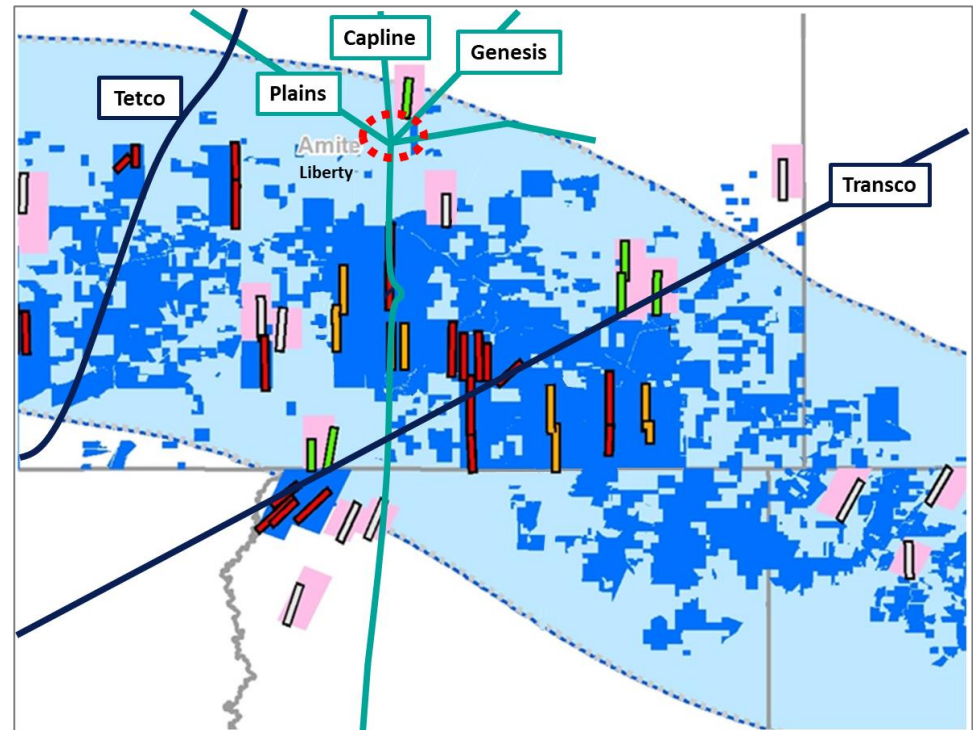 Capline
Genesis
Tetco
Plains
Amite
Liberty
Transco